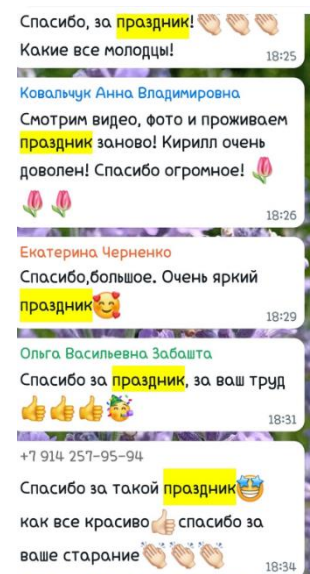 Спасибо, за праздник!👏🏻👏🏻👏🏻
Какие все молодцы!
18:25
Ковальчук Анна Владимировна
Смотрим видео, фото и проживаем
праздник заново! Кирилл очень
доволен! Спасибо огромное! 🌷
🌷🌷
18:26
Екатерина Черненко
Спасибо,большое. Очень яркий
праздник🥰
18:29
Ольга Васильевна Забашта
Спасибо за праздник, за ваш труд
👍👍👍🥳
18:31
+7 914 257-95-94
Спасибо за такой праздник🤩
как все красиво👍🏻спасибо за
ваше старание👏🏻👏🏻👏🏻
18:34